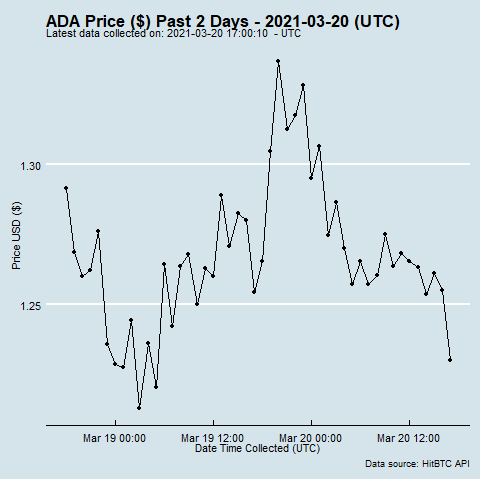 ADA Price ($) Past 2 Days - 2021-03-20 (UTC)
Latest data collected on: 2021-03-20 17:00:10 - UTC
1.30
Price USD ($)
1.25
Mar 19 00:00 Mar 19 12:00 Mar 20 00:00 Mar 20 12:00
Date Time Collected (UTC)
Data source: HitBTC API